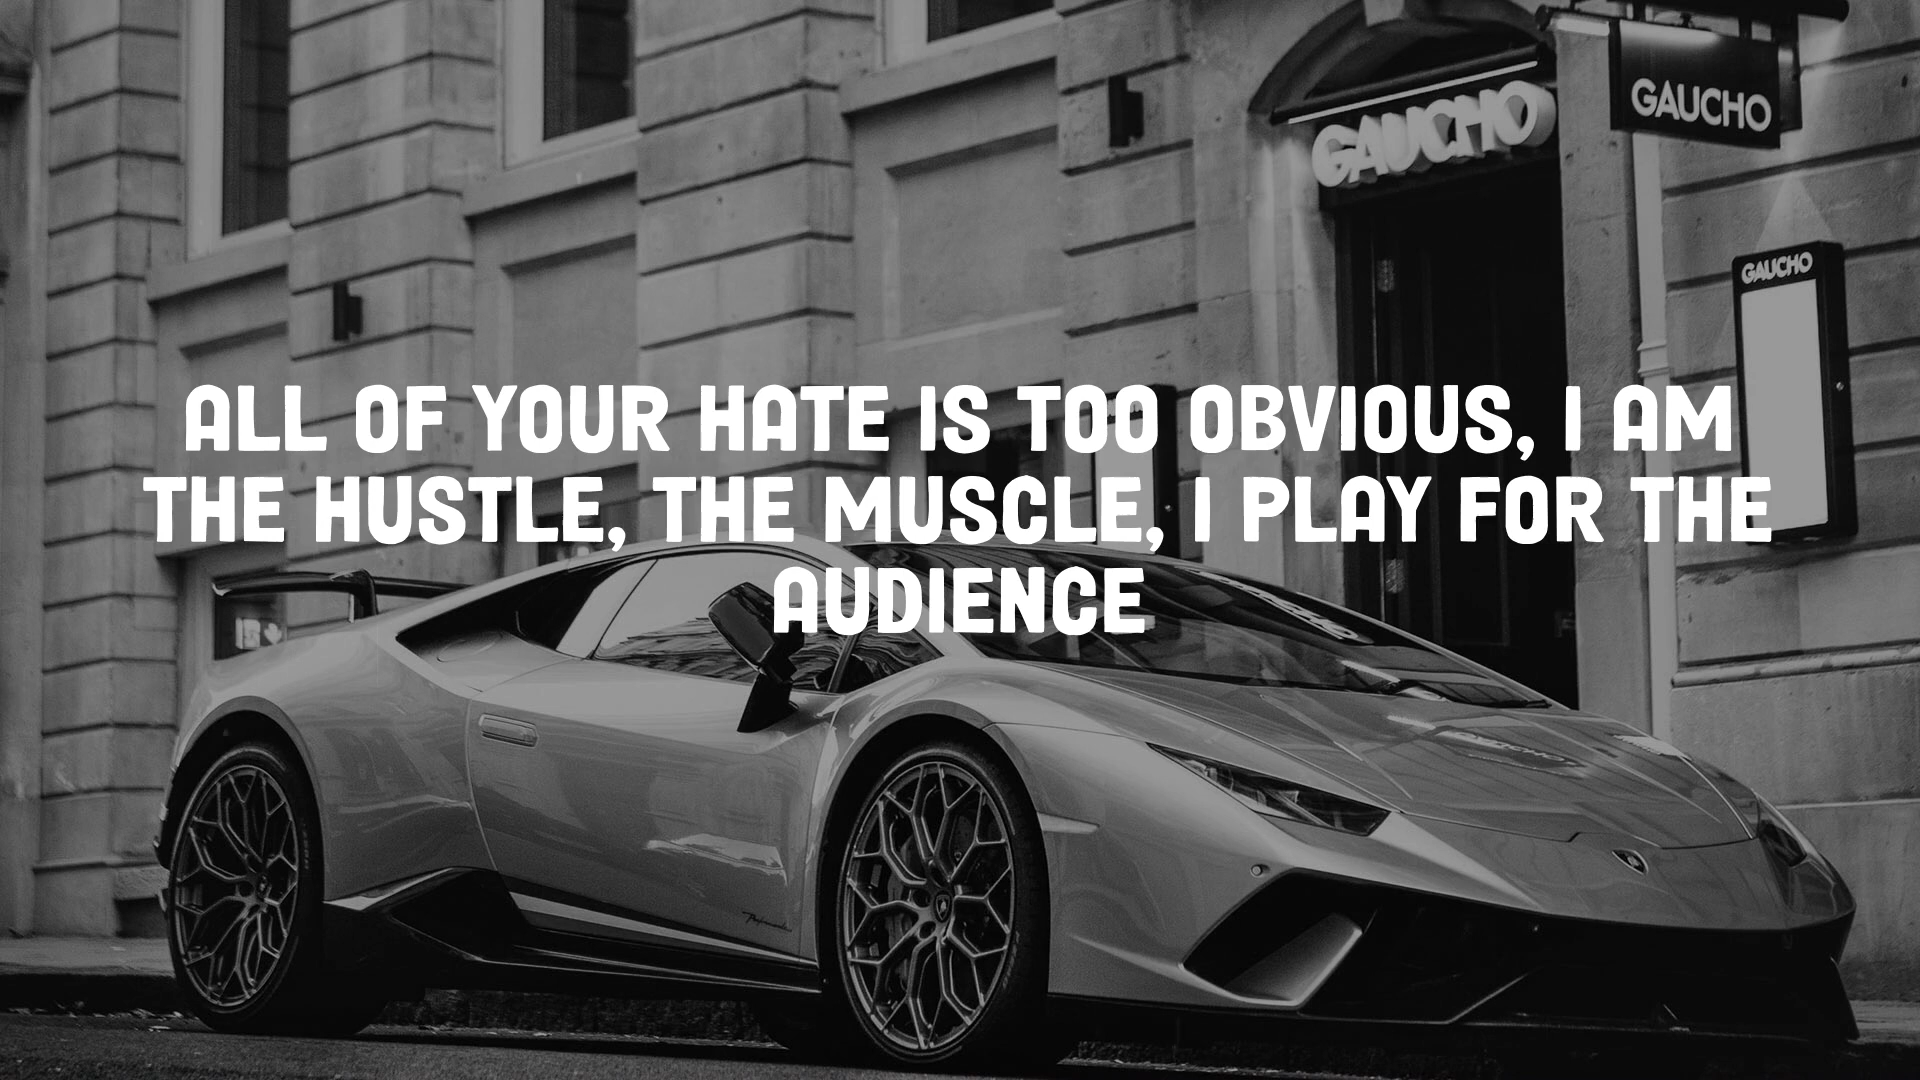 GAUCHO
GAUCHO
GAUCHO
ALL OF YOUR HATE IS TOO OBVIOUS, I AM
THE HUSTLE, THE MUSCLE, I PLAY FOR THE
AUDIENCE